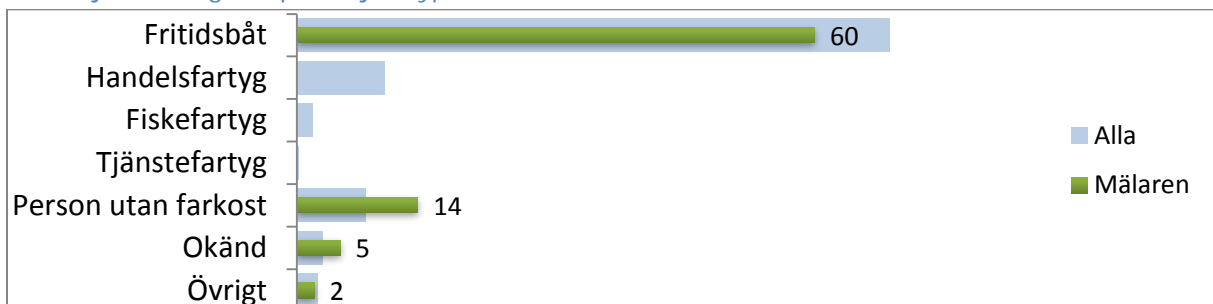 Fritidsbåt 60
Handelsfartyg
Fiskefartyg
Tjänstefartyg
Person utan farkost 14
Okänd 5
Övrigt 2
Alla
Mälaren